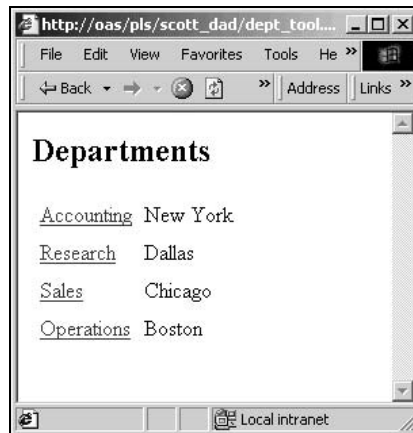 http://oas/pls/scott_dad/dept_tool....
File Edit View Favorites Tools He »
Back » Address Links »
Departments
Accounting New York
Research Dallas
Sales Chicago
Operations Boston
Local intranet